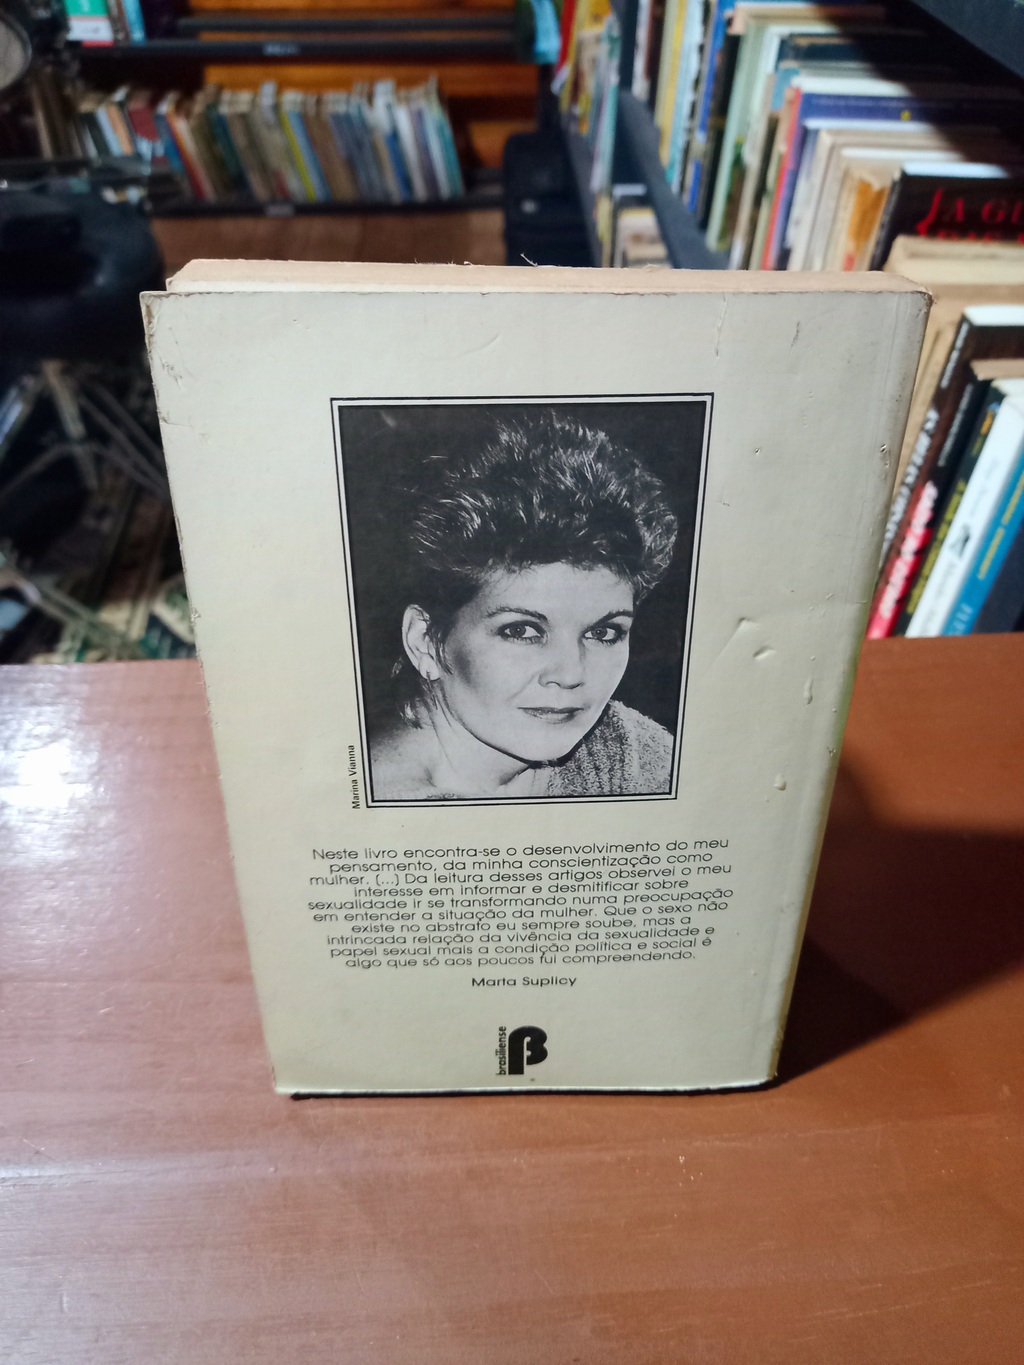 A GU
Marina Vianna
Neste livro encontra-se o desenvolvimento do meu
pensamento, da minha conscientização como
mulher. (...) Da leitura desses artigos observei o meu
interesse em informar e desmitificar sobre
sexualidade ir se transformando numa preocupação
em entender a situação da mulher. Que o sexo não
existe no abstrato eu sempre soube, mas a
intrincada relação da vivência da sexualidade e
papel sexual mais a condição política e social é
algo que só aos poucos fui compreendendo.
Marta Suplicy
brasiliense